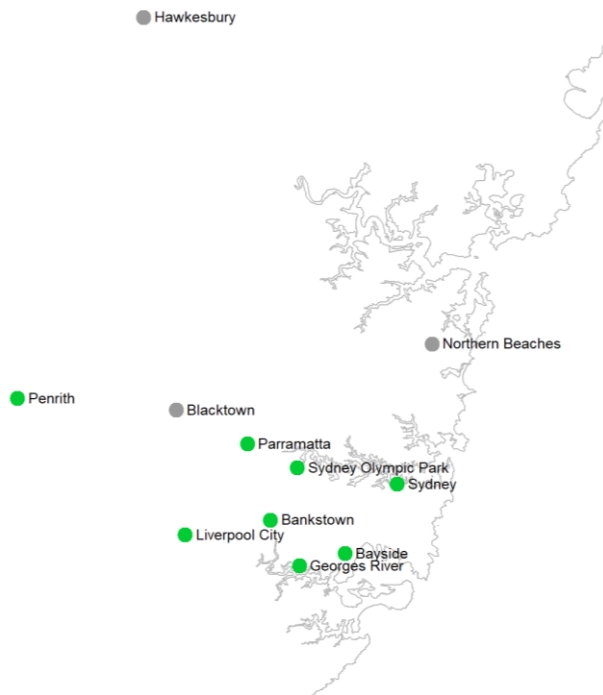 Hawkesbury
Northern Beaches
Penrith
Blacktown
Parramatta
Sydney Olympic Park
Sydney
Bankstown
Liverpool City
Bayside
Georges River